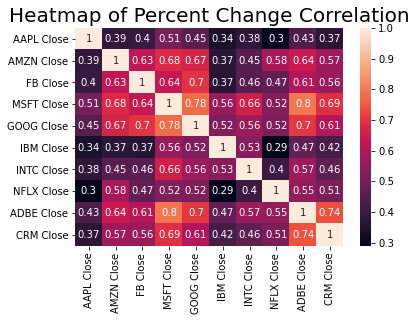 Heatmap of Percent Change Correlation
AAPL Close 1 0.39 0.4 0.51 0.45 0.34 0.38 0.3 0.43 0.37
AMZN Close 0.39 1 0.63 0.68 0.67 0.37 0.45 0.58 0.64 0.57
FB Close 0.4 0.63 1 0.64 0.7 0.37 0.46 0.47 0.61 0.56
MSFT Close 0.51 0.68 0.64 1 0.78 0.56 0.66 0.52 0.8 0.69
GOOG Close 0.45 0.67 0.7 0.78 1 0.52 0.56 0.52 0.7 0.61
IBM Close 0.34 0.37 0.37 0.56 0.52 1 0.53 0.29 0.47 0.42
INTC Close 0.38 0.45 0.46 0.66 0.56 0.53 1 0.4 0.57 0.46
NFLX Close 0.3 0.58 0.47 0.52 0.52 0.29 0.4 1 0.55 0.51
ADBE Close 0.43 0.64 0.61 0.8 0.7 0.47 0.57 0.55 1 0.74
CRM Close 0.37 0.57 0.56 0.69 0.61 0.42 0.46 0.51 0.74 1
AAPL Close
AMZN Close
FB Close
MSFT Close
GOOG Close
IBM Close
INTC Close
NFLX Close
ADBE Close
CRM Close
1.0
0.9
0.8
0.7
0.6
0.5
0.4
0.3